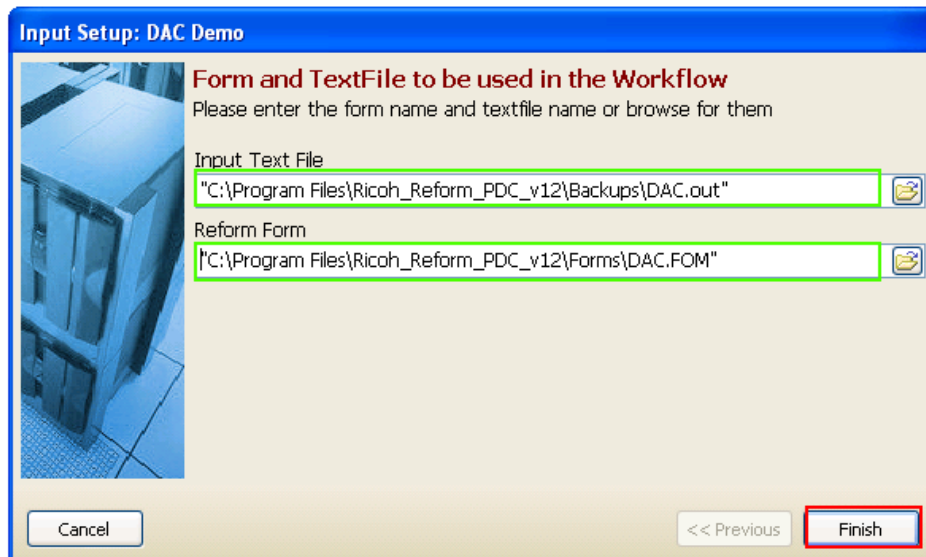 Input Setup: DAC Demo
Form and TextFile to be used in the Workflow
Please enter the form name and textfile name or browse for them
Input Text File
"C:\Program Files\Ricoh_Reform_PDC_v12\Backups\DAC.out"
Reform Form
"C:\Program Files\Ricoh_Reform_PDC_v12\Forms\DAC.FOM"
Cancel
<< Previous
Finish